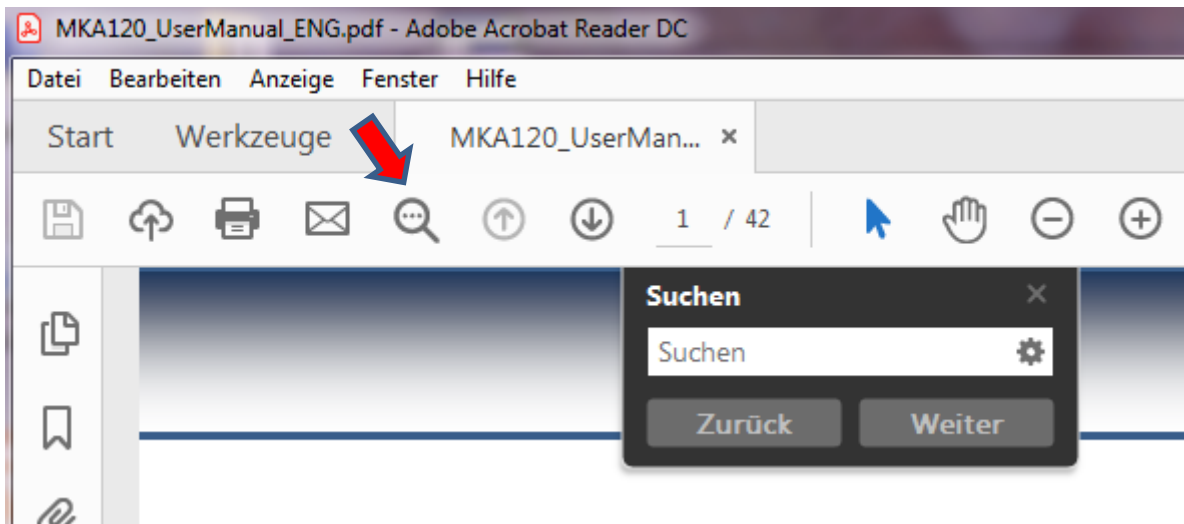 MKA120_UserManual_ENG.pdf - Adobe Acrobat Reader DC
Datei Bearbeiten Anzeige Fenster Hilfe
Start Werkzeuge MKA120_UserMan... ×
1 / 42
Suchen ×
Suchen
Zurück Weiter